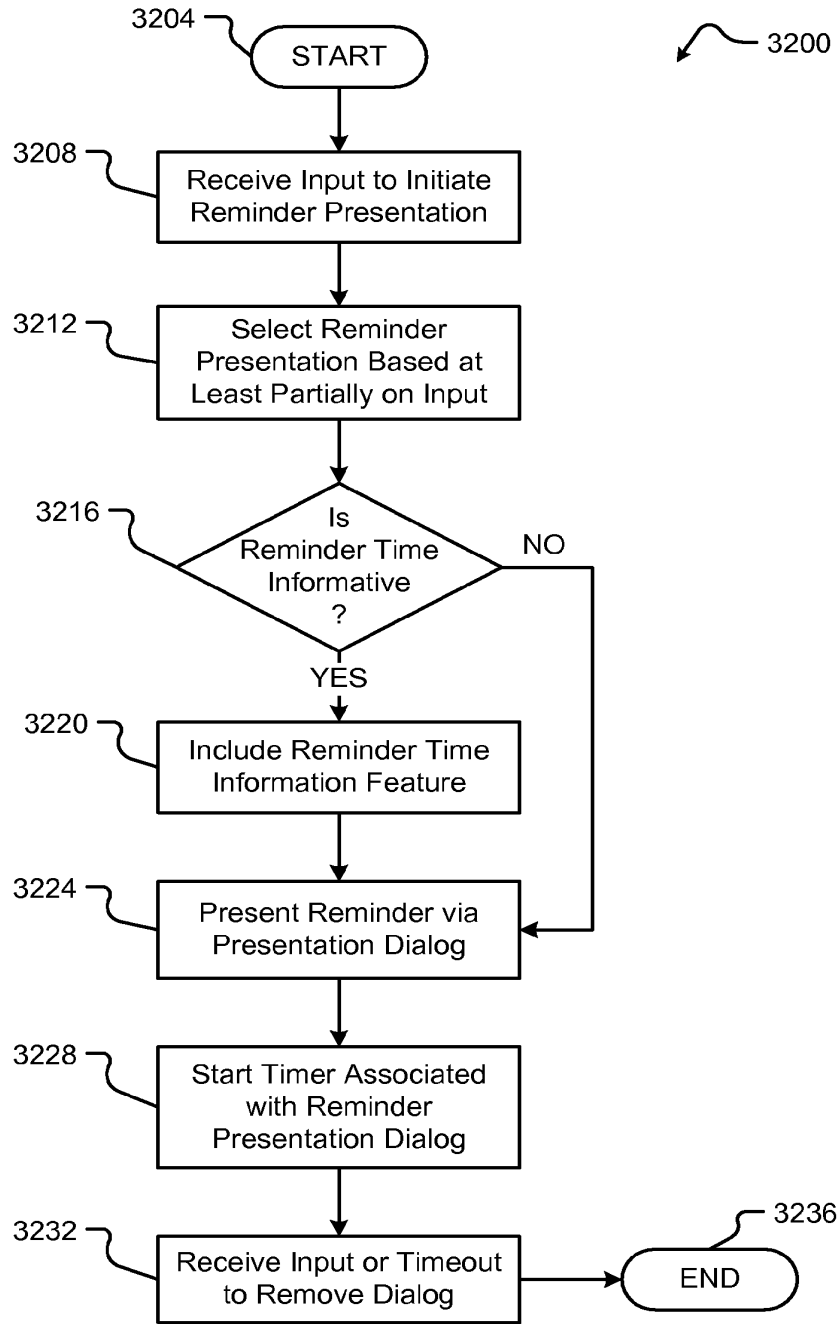 3204
START
3200
3208
Receive Input to Initiate
Reminder Presentation
3212
Select Reminder
Presentation Based at
Least Partially on Input
3216
Is
Reminder Time
Informative
?
NO
YES
3220
Include Reminder Time
Information Feature
3224
Present Reminder via
Presentation Dialog
3228
Start Timer Associated
with Reminder
Presentation Dialog
3232
Receive Input or Timeout
to Remove Dialog
3236
END